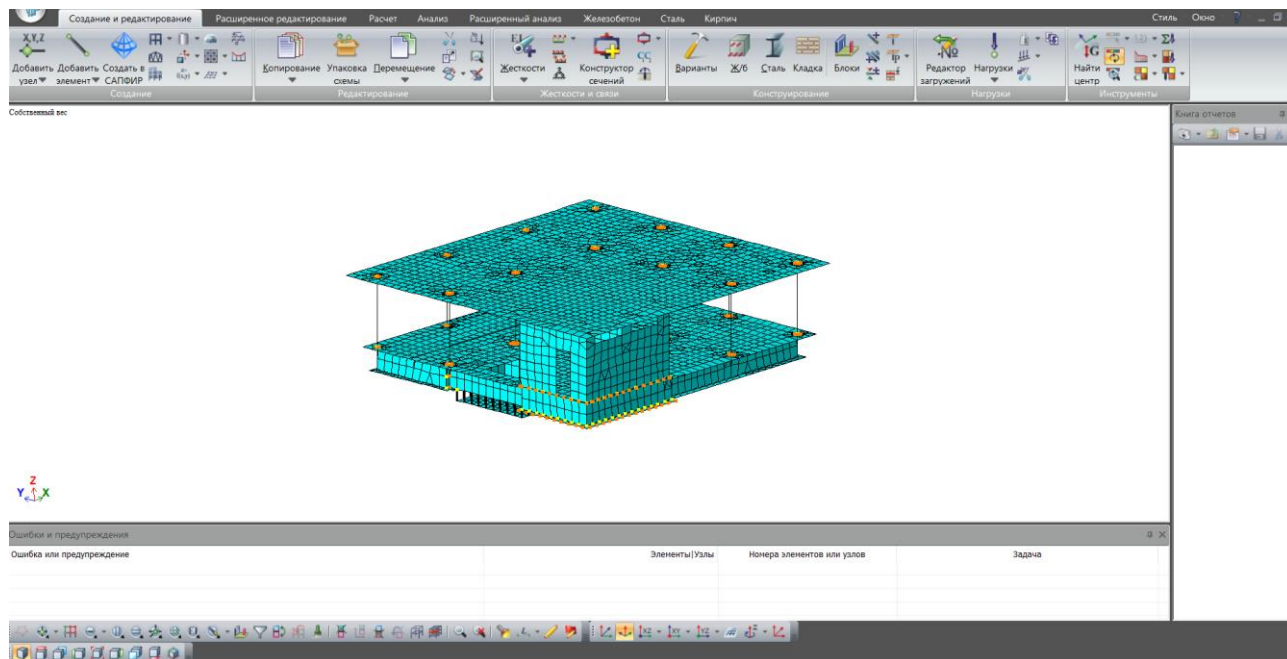 Создание и редактирование Расширенное редактирование Расчет Анализ Расширенный анализ Железобетон Сталь Кирпич Стиль Окно
X,Y,Z
Добавить узел Добавить элемент Создать в САПФИР
Копирование Упаковка схемы Перемещение
Жесткости Конструктор сечений
Варианты Ж/б Сталь Кладка Блоки
Редактор загружений Нагрузки
Найти центр
Создание Редактирование Жесткости и связи Конструирование Нагрузки Инструменты
Собственный вес
Книга отчетов
Z
Y X
Ошибки и предупреждения
Ошибка или предупреждение Элементы|Узлы Номера элементов или узлов Задача